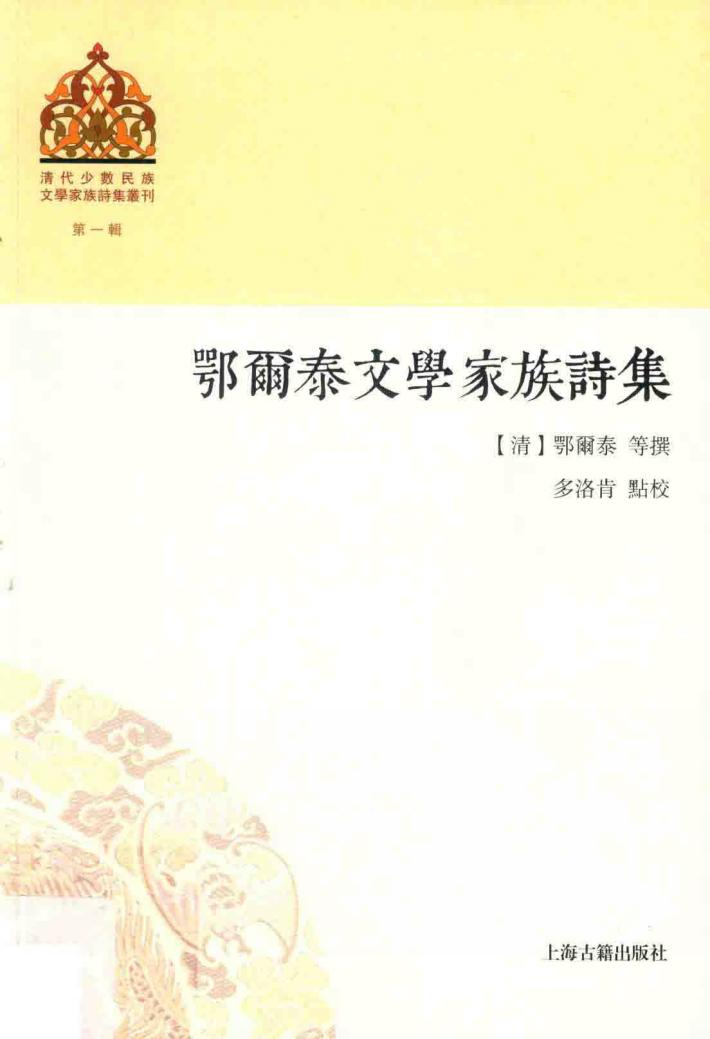 清代少數民族
文學家族詩集叢刊
第一輯
鄂爾泰文學家族詩集
【清】鄂爾泰 等撰
多洛肯 點校
上海古籍出版社